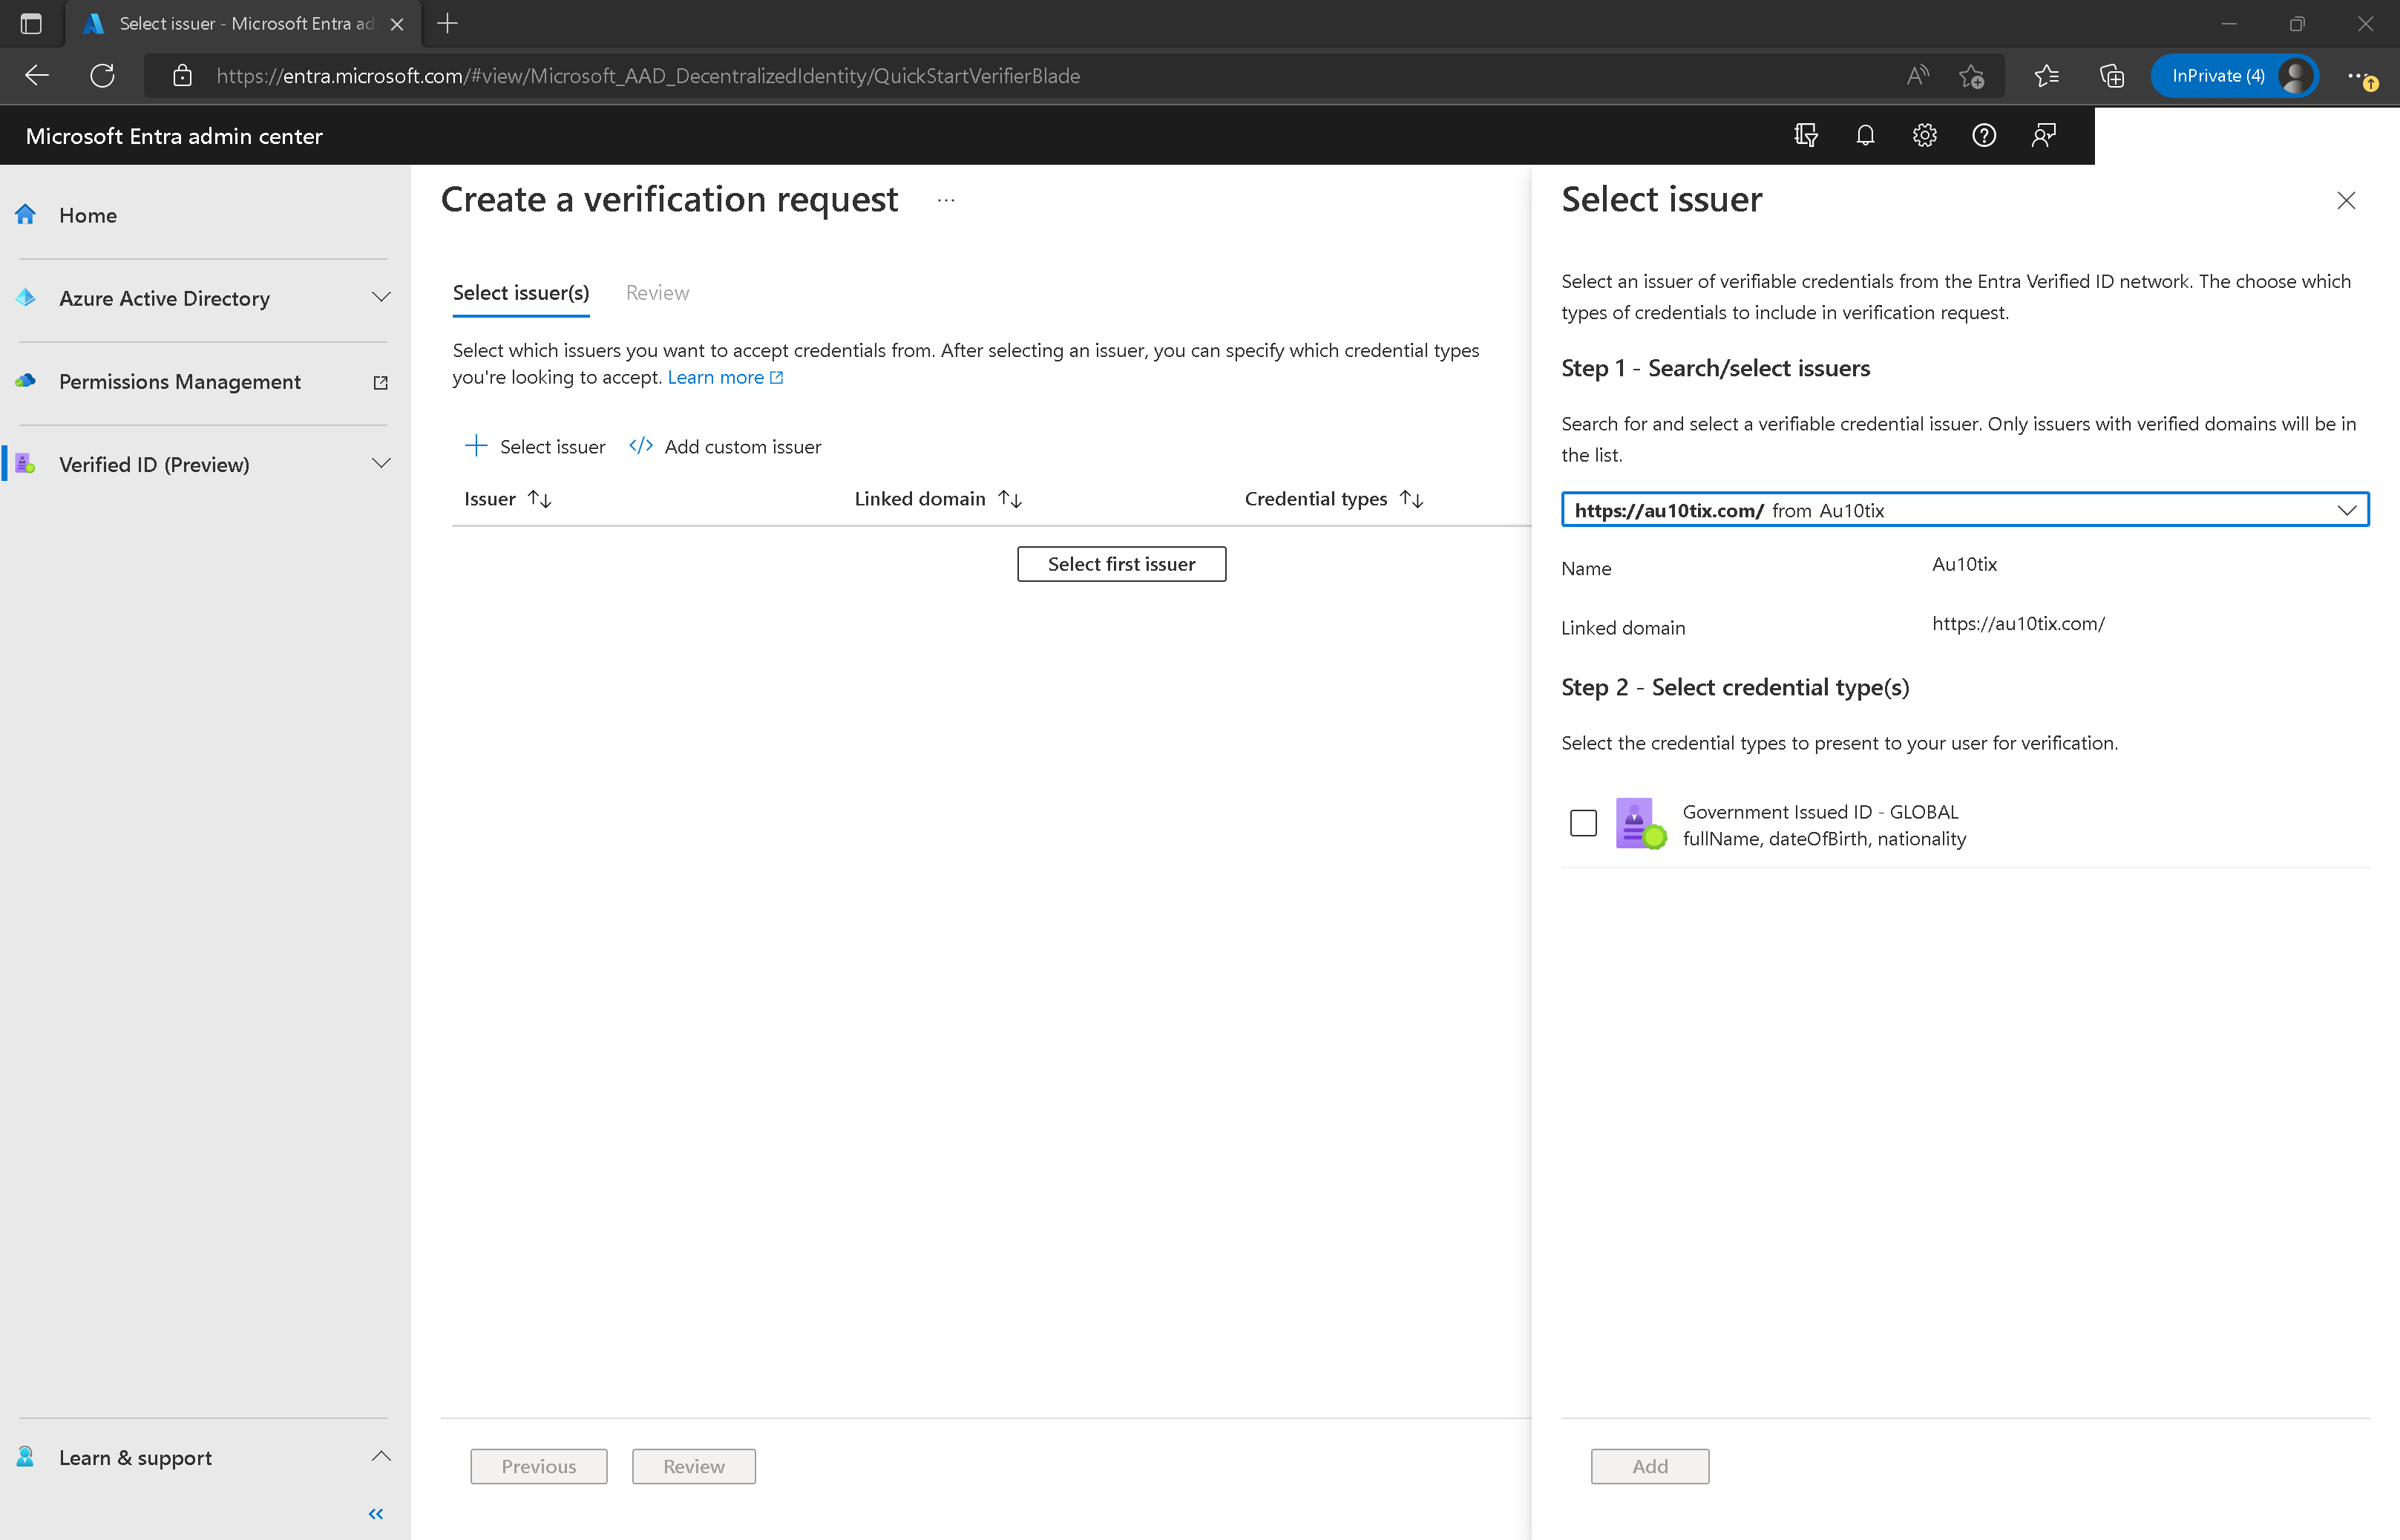 Select issuer - Microsoft Entra ad
https://entra.microsoft.com/#view/Microsoft_AAD_DecentralizedIdentity/QuickStartVerifierBlade
InPrivate (4)
Microsoft Entra admin center
Home
Azure Active Directory
Permissions Management
Verified ID (Preview)
Learn & support
Create a verification request
Select issuer(s)
Review
Select which issuers you want to accept credentials from. After selecting an issuer, you can specify which credential types
you're looking to accept. Learn more
Select issuer
Add custom issuer
Issuer
Linked domain
Credential types
Select first issuer
Previous
Review
Select issuer
Select an issuer of verifiable credentials from the Entra Verified ID network. The choose which
types of credentials to include in verification request.
Step 1 - Search/select issuers
Search for and select a verifiable credential issuer. Only issuers with verified domains will be in
the list.
https://au10tix.com/ from Au10tix
Name
Au10tix
Linked domain
https://au10tix.com/
Step 2 - Select credential type(s)
Select the credential types to present to your user for verification.
Government Issued ID - GLOBAL
fullName, dateOfBirth, nationality
Add